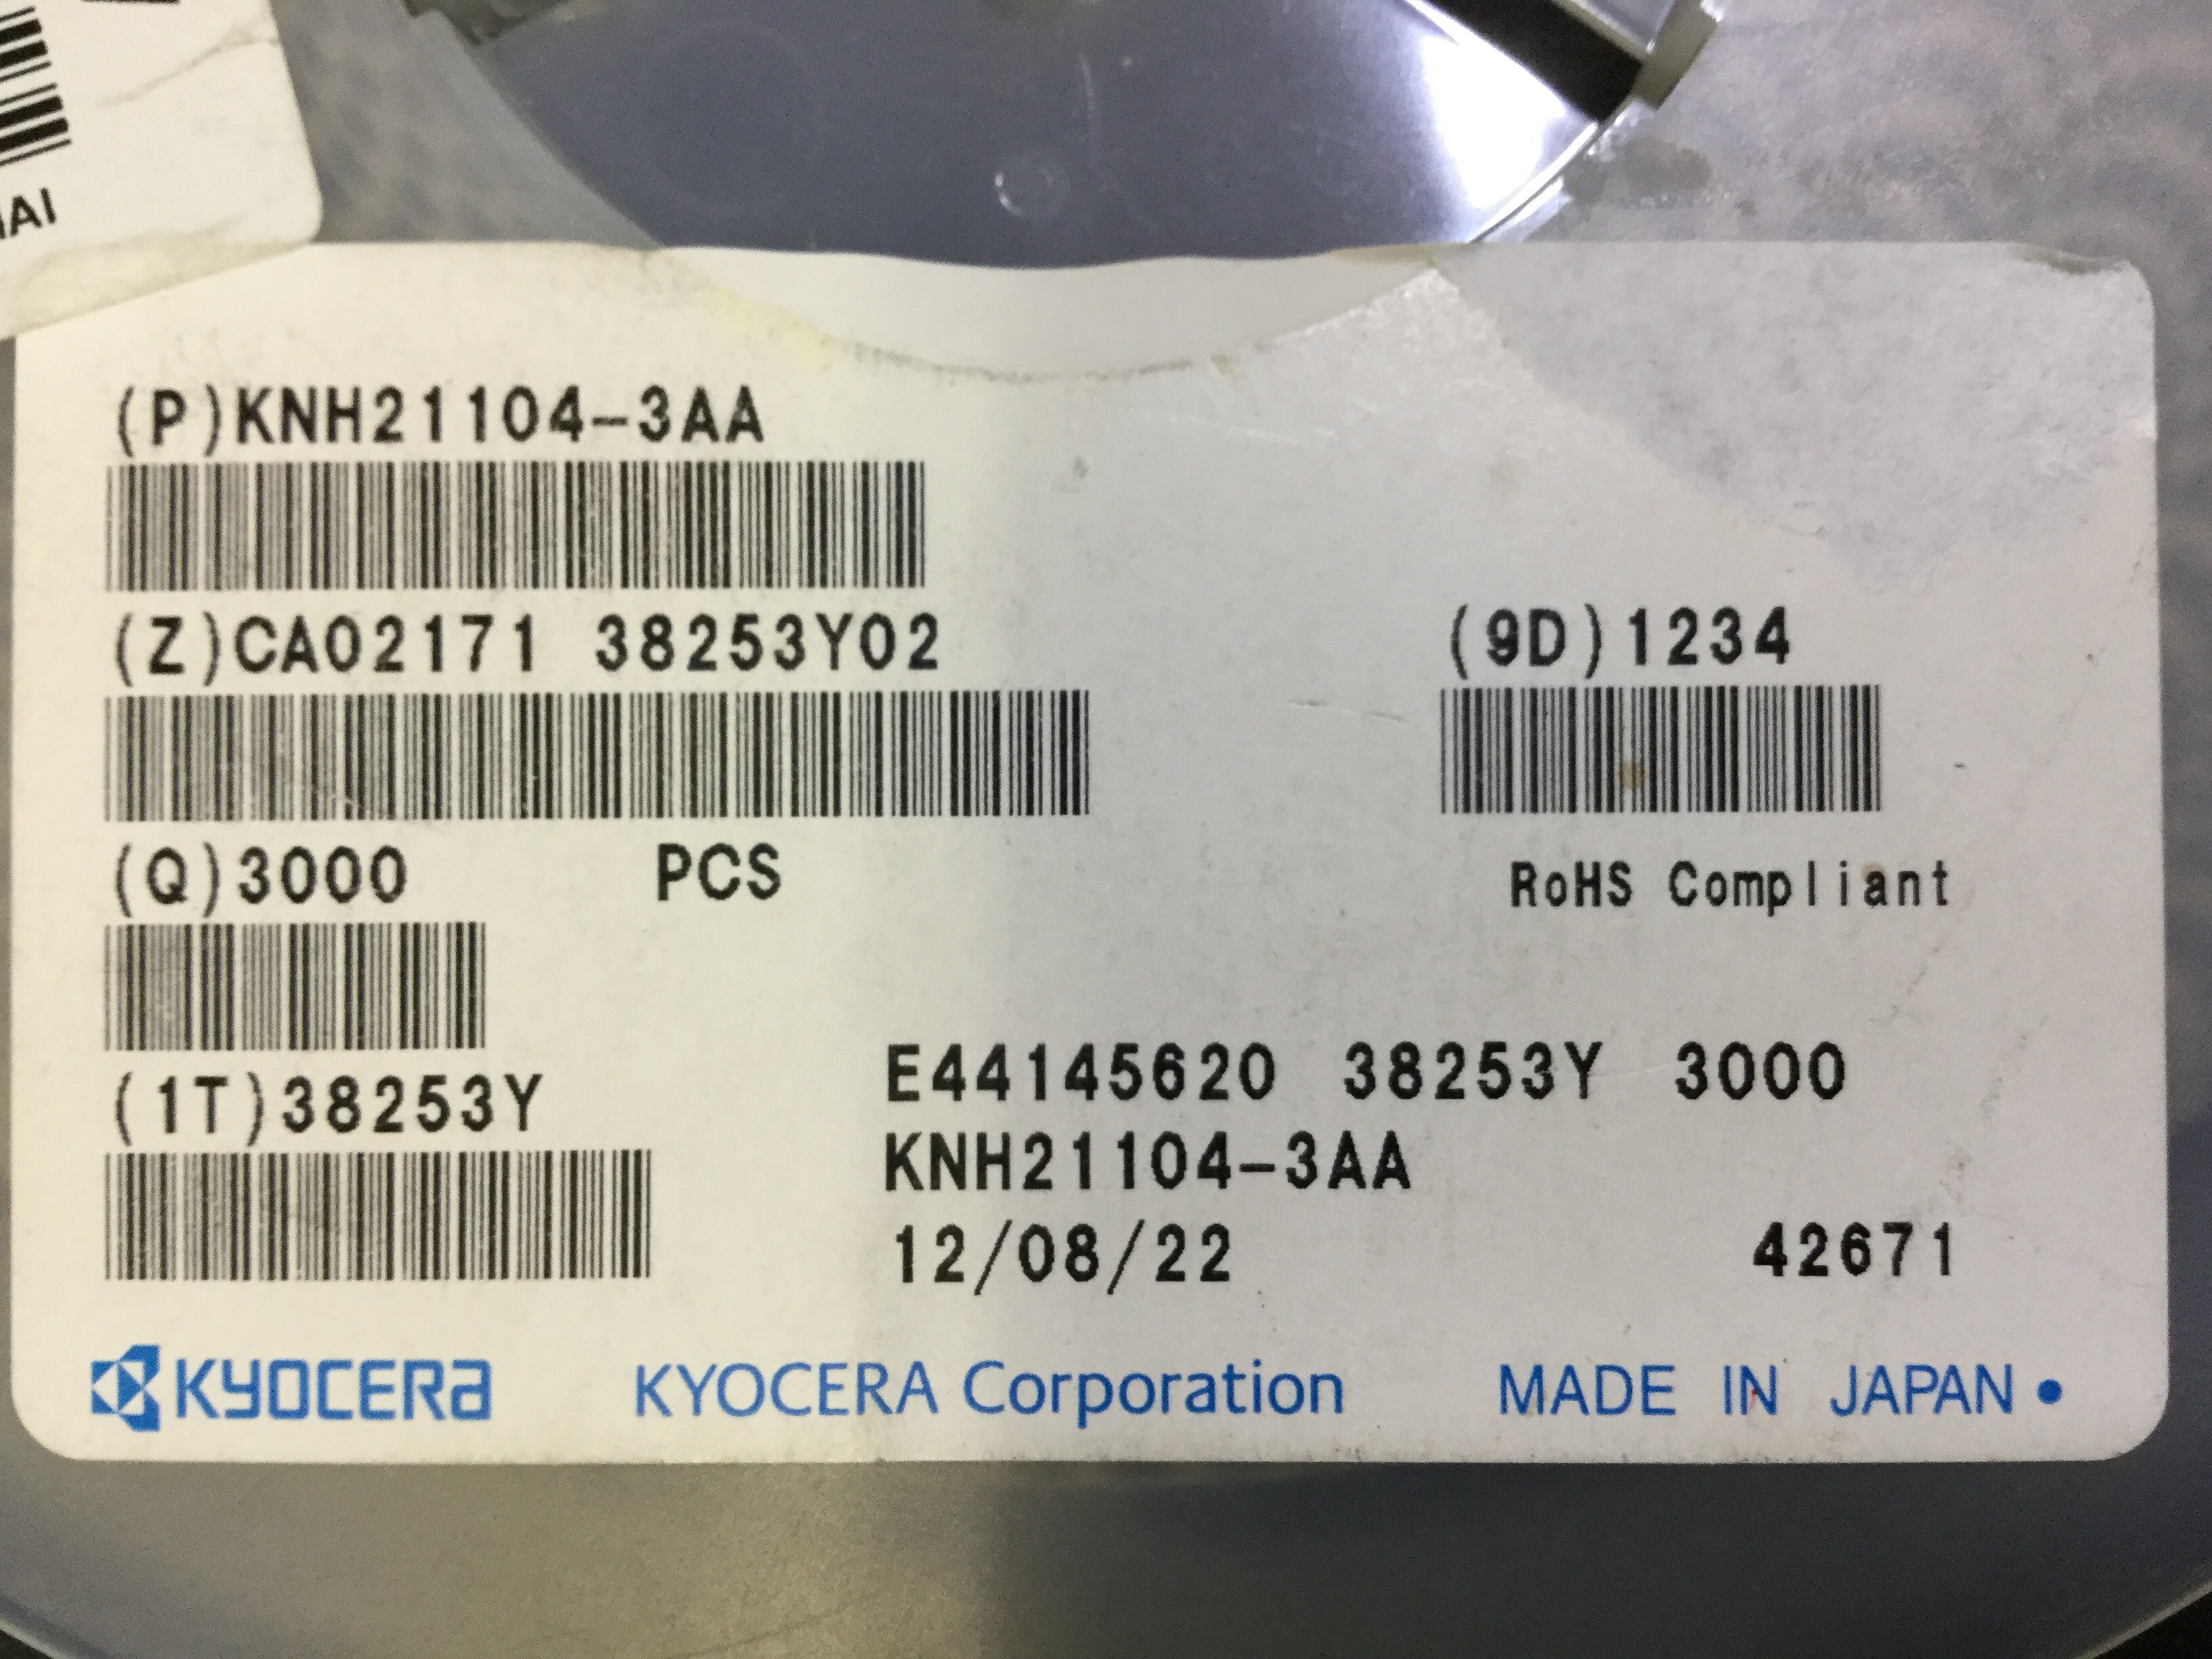 (P)KNH21104-3AA
(Z)CA02171 38253Y02
(9D)1234
(Q)3000 PCS
RoHS Compliant
(1T)38253Y
E44145620 38253Y 3000
KNH21104-3AA
12/08/22 42671
KYOCERA KYOCERA Corporation MADE IN JAPAN